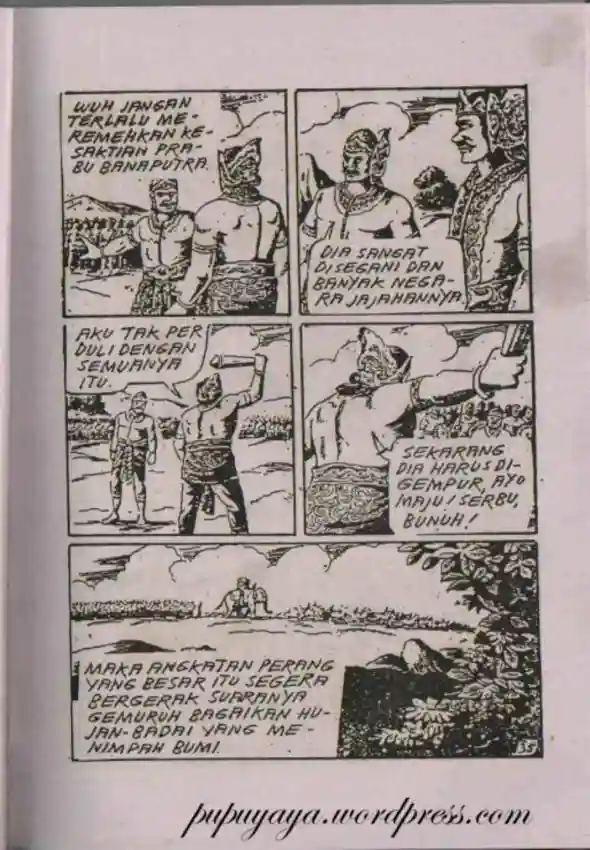 WUH JANGAN
TERLALU ME-
REMEHKAN KE-
SAKTIAN PRA-
BU BANAPUTRA.
DIA SANGAT
DISEGANI DAN
BANYAK NEGA-
RA JAJAHANNYA
AKU TAK PER
DULI DENGAN
SEMUANYA
ITU.
SEKARANG
DIA HARUS DI-
GEMPUR, AYO
MAJU! SERBU,
BUNUH!
MAKA ANGKATAN PERANG
YANG BESAR ITU SEGERA
BERGERAK SUARANYA
GEMURUH BAGAIKAN HU-
JAN-BADAI YANG ME-
NIMPAH BUMI.
35
pupuyaya.wordpress.com